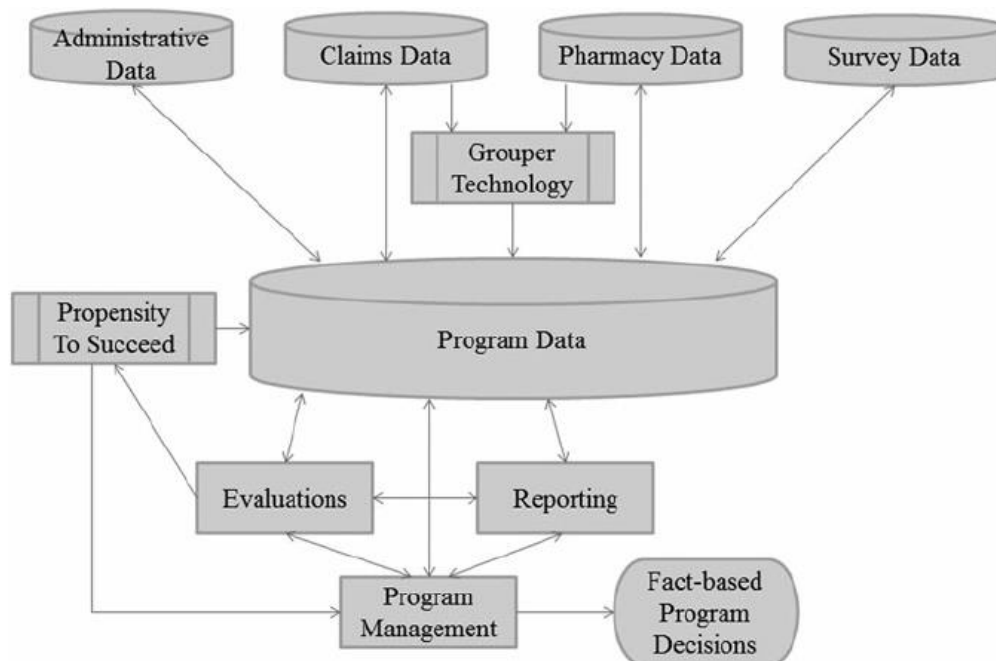 Administrative
Data
Claims Data
Pharmacy Data
Survey Data
Grouper
Technology
Propensity
To Succeed
Program Data
Evaluations
Reporting
Program
Management
Fact-based
Program
Decisions